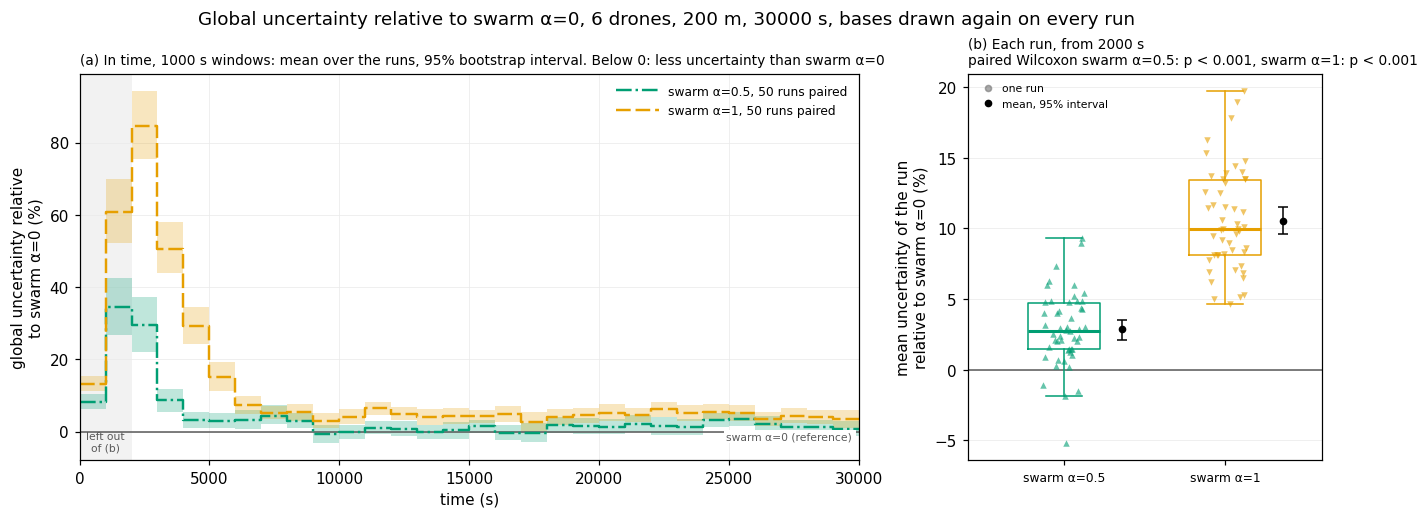 Global uncertainty relative to swarm α=0, 6 drones, 200 m, 30000 s, bases drawn again on every run
(a) In time, 1000 s windows: mean over the runs, 95% bootstrap interval. Below 0: less uncertainty than swarm α=0
global uncertainty relative
to swarm α=0 (%)
80
60
40
20
0
swarm α=0.5, 50 runs paired
swarm α=1, 50 runs paired
left out
of (b)
swarm α=0 (reference)
0
5000
10000
15000
20000
25000
30000
time (s)
(b) Each run, from 2000 s
paired Wilcoxon swarm α=0.5: p < 0.001, swarm α=1: p < 0.001
mean uncertainty of the run
relative to swarm α=0 (%)
20
15
10
5
0
−5
one run
mean, 95% interval
swarm α=0.5
swarm α=1